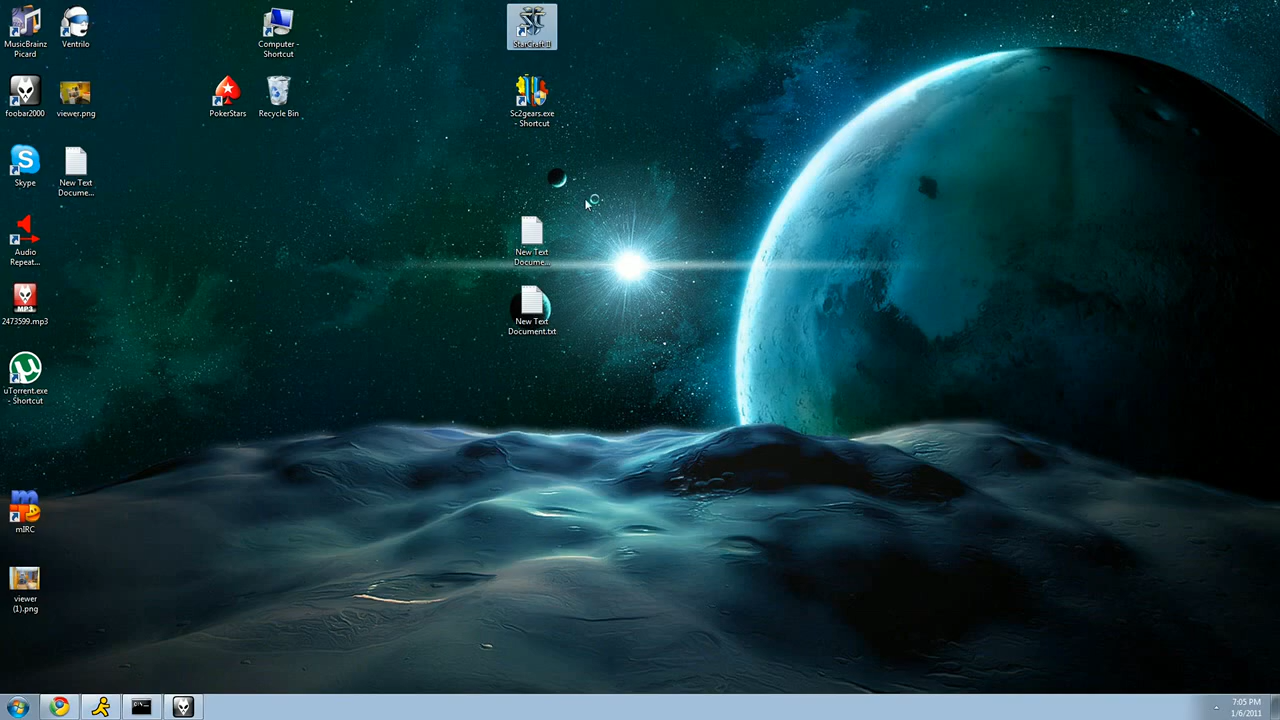 MusicBrainz
Picard
Ventrilo
Computer -
Shortcut
StarCraft II
foobar2000
viewer.png
PokerStars
Recycle Bin
Sc2gears.exe
- Shortcut
Skype
New Text
Docume...
Audio
Repeat...
New Text
Docume...
MP3
2473599.mp3
New Text
Document.txt
uTorrent.exe
- Shortcut
mIRC
viewer
(1).png
7:05 PM
1/6/2011